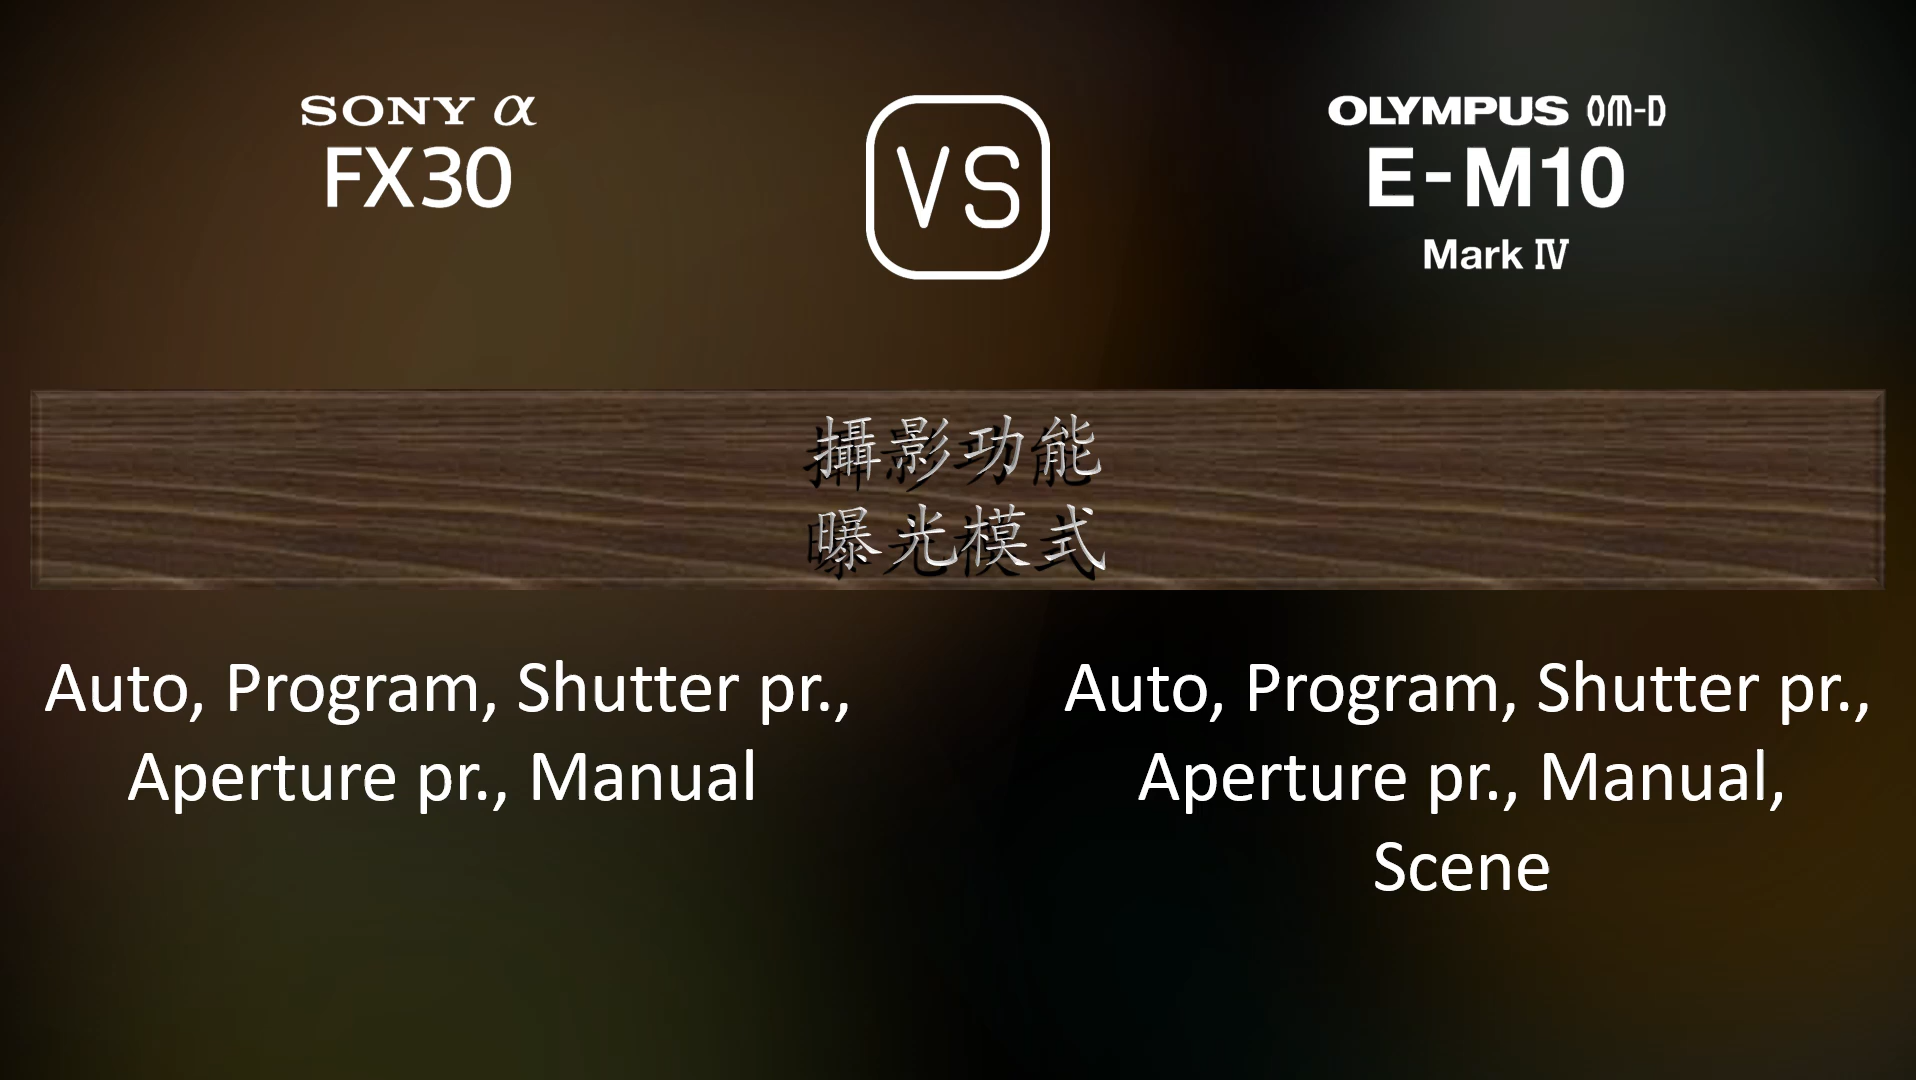 SONY α
FX30
VS
OLYMPUS OM-D
E-M10
Mark IV
攝影功能
曝光模式
Auto, Program, Shutter pr.,
Aperture pr., Manual
Auto, Program, Shutter pr.,
Aperture pr., Manual,
Scene